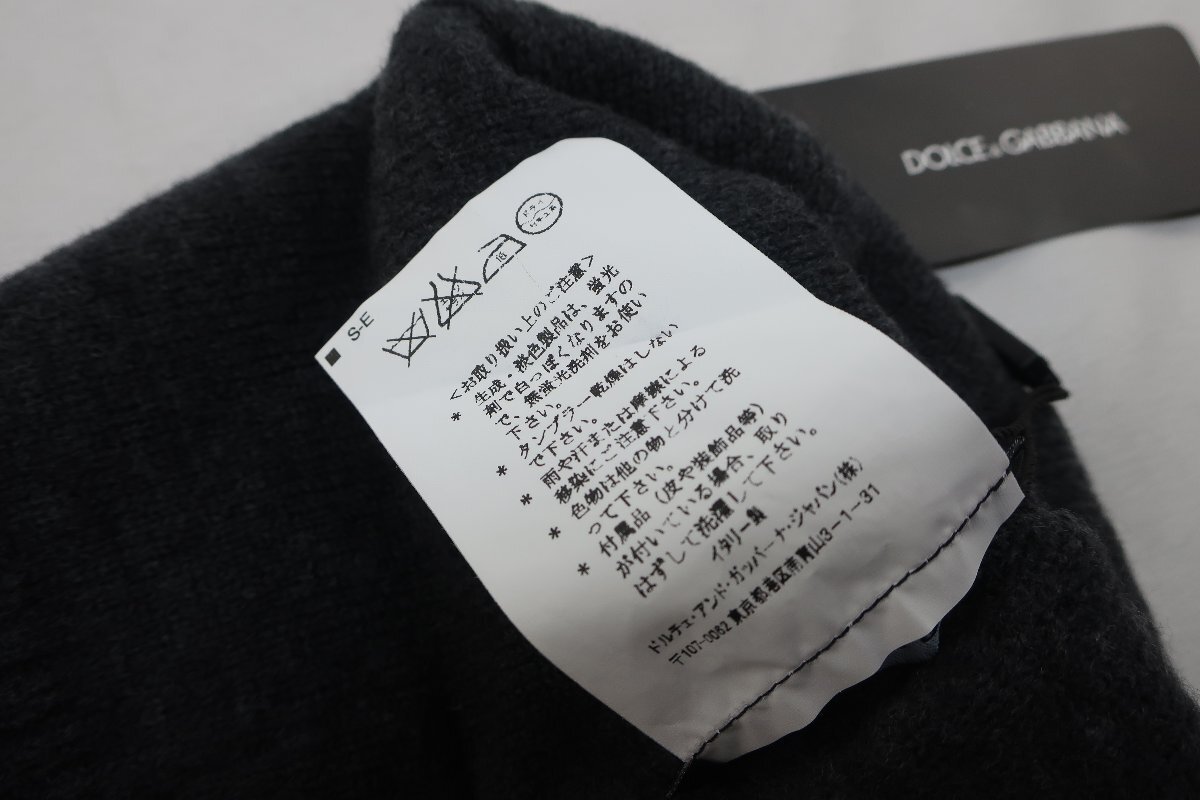 DOLCE & GABBANA
S-E
<お取り扱い上のご注意>
* 生成・淡色製品は、蛍光
剤で白っぽくなりますの
で、無蛍光洗剤をお使い
下さい。
* タンブラー乾燥はしない
で下さい。
* 雨や汗または摩擦による
移染にご注意下さい。
* 色物は他の物と分けて洗
って下さい。
* 付属品(皮や装飾品等)
が付いている場合、取り
はずして洗濯して下さい。
イタリー製
ドルチェ・アンド・ガッバーナ・ジャパン(株)
〒107-0062 東京都港区南青山3-1-31